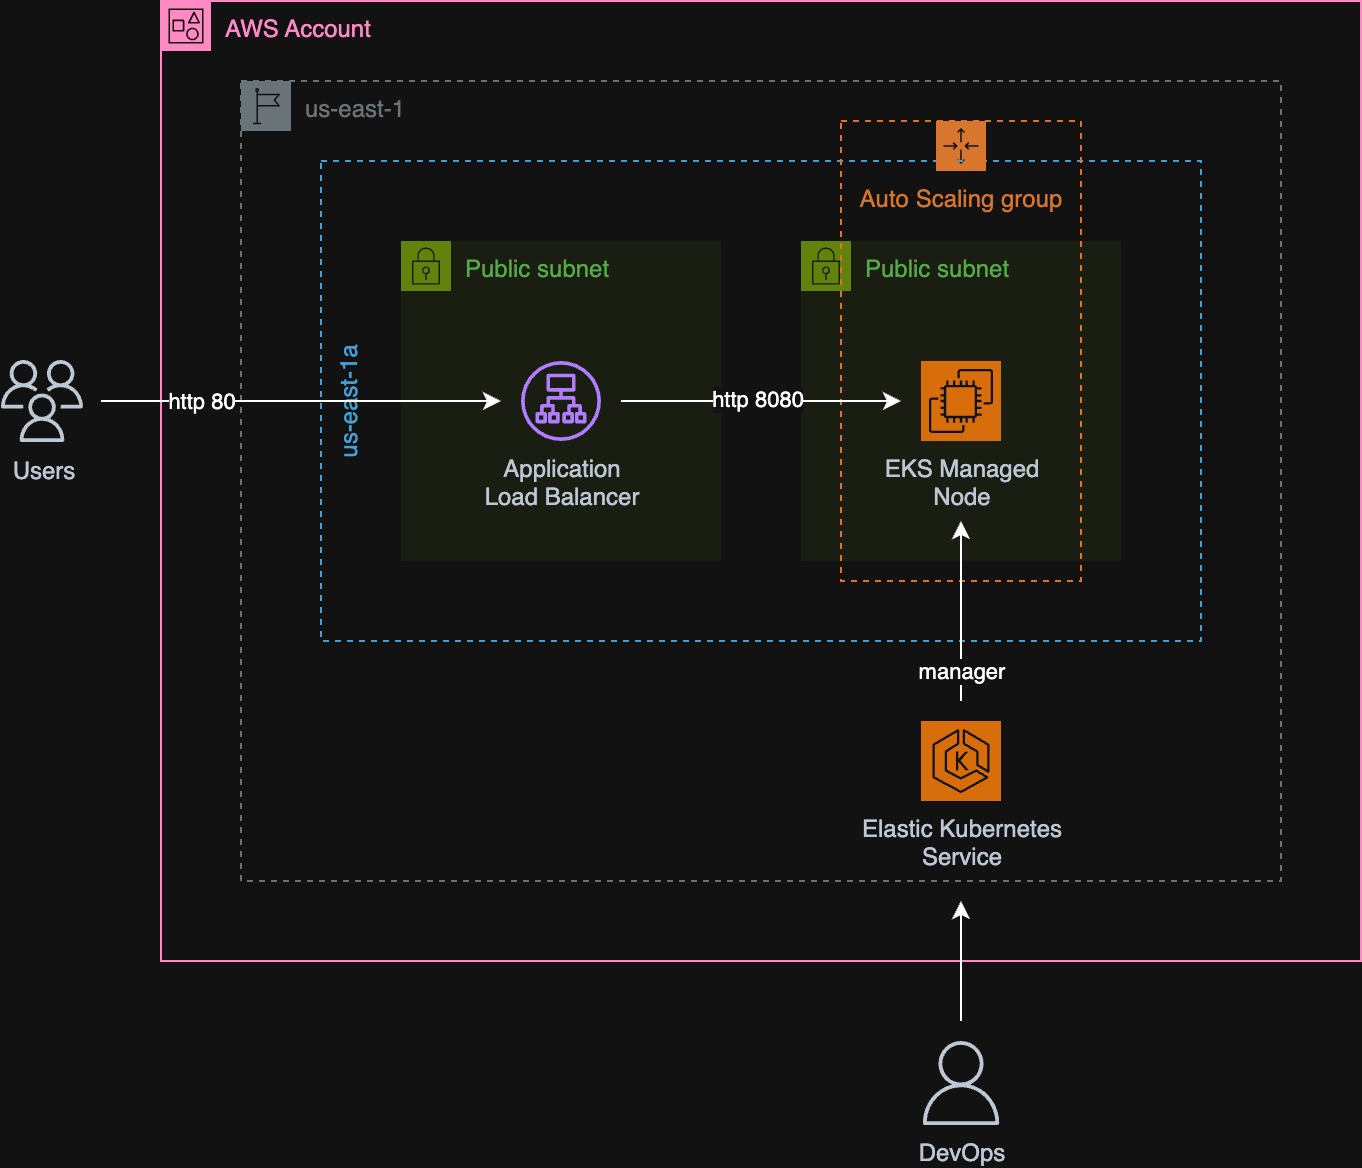 AWS Account
us-east-1
Auto Scaling group
Public subnet
Public subnet
us-east-1a
http 80
http 8080
Users
Application
Load Balancer
EKS Managed
Node
manager
K
Elastic Kubernetes
Service
DevOps